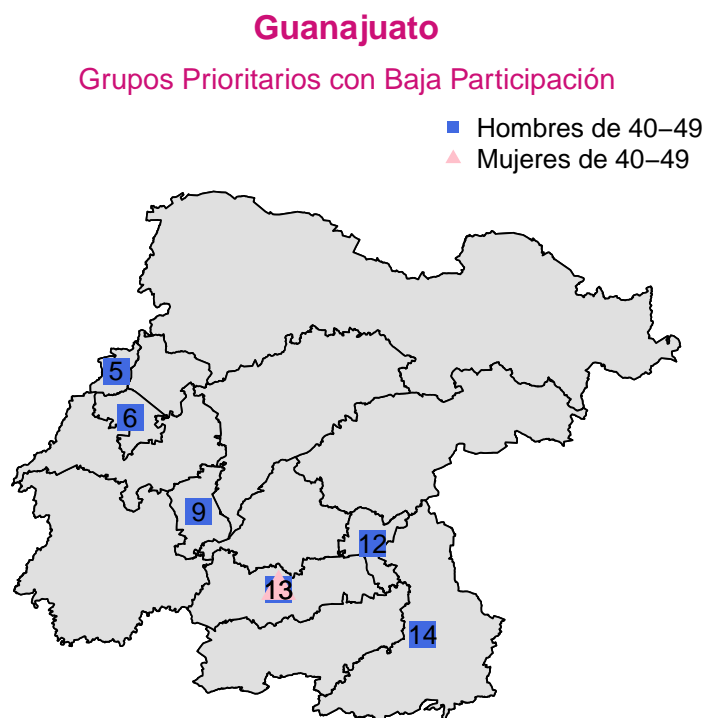 Guanajuato
Grupos Prioritarios con Baja Participación
Hombres de 40−49
Mujeres de 40−49
5
6
9
12
13
14